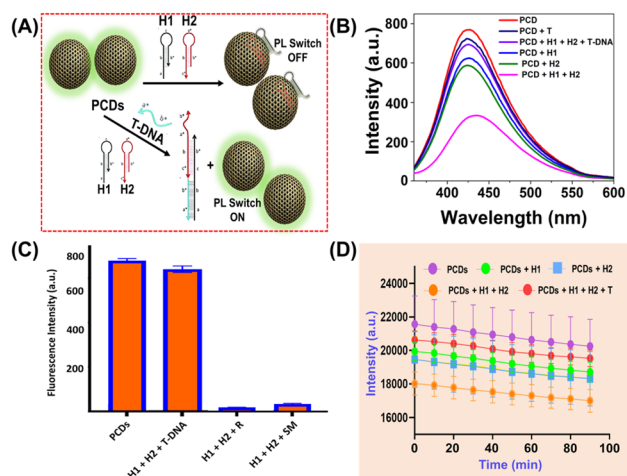 (A)
H1 H2
PL Switch
OFF
PCDs
T-DNA
a*
b*
H1 H2
+
PL Switch
ON
(B)
Intensity (a.u.)
800
600
400
200
0
400 450 500 550 600
Wavelength (nm)
PCD
PCD + T
PCD + H1 + H2 + T-DNA
PCD + H1
PCD + H2
PCD + H1 + H2
(C)
Fluorescence Intensity (a.u.)
800
600
400
200
PCDs
H1 + H2 + T-DNA
H1 + H2 + R
H1 + H2 + SM
(D)
PCDs PCDs + H1 PCDs + H2
PCDs + H1 + H2 PCDs + H1 + H2 + T
Intensity (a.u.)
24000
22000
20000
18000
16000
0 20 40 60 80 100
Time (min)